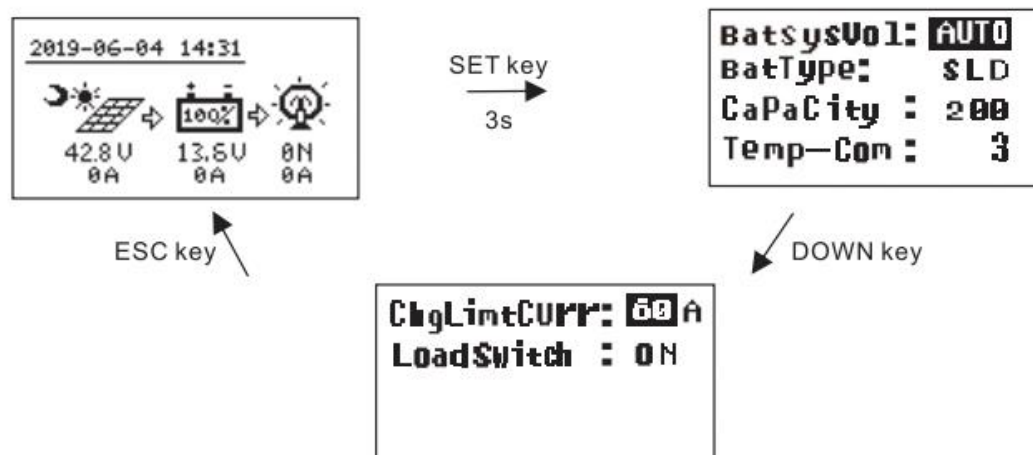 2019-06-04 14:31
+ -
100%
42.8V 13.6V 0N
0A 0A 0A
SET key
3s
BatSysVol: AUTO
BatType: SLD
CaPaCity : 200
Temp-Com : 3
DOWN key
ChgLimtCUrr: 60 A
LoadSWitch : ON
ESC key